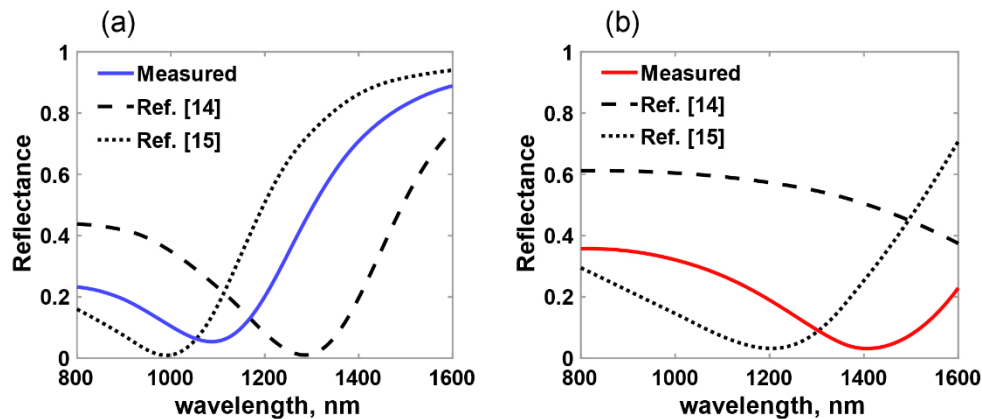 (a)
Reflectance
1
0.8
0.6
0.4
0.2
0
Measured
Ref. [14]
Ref. [15]
800 1000 1200 1400 1600
wavelength, nm
(b)
Reflectance
1
0.8
0.6
0.4
0.2
0
Measured
Ref. [14]
Ref. [15]
800 1000 1200 1400 1600
wavelength, nm